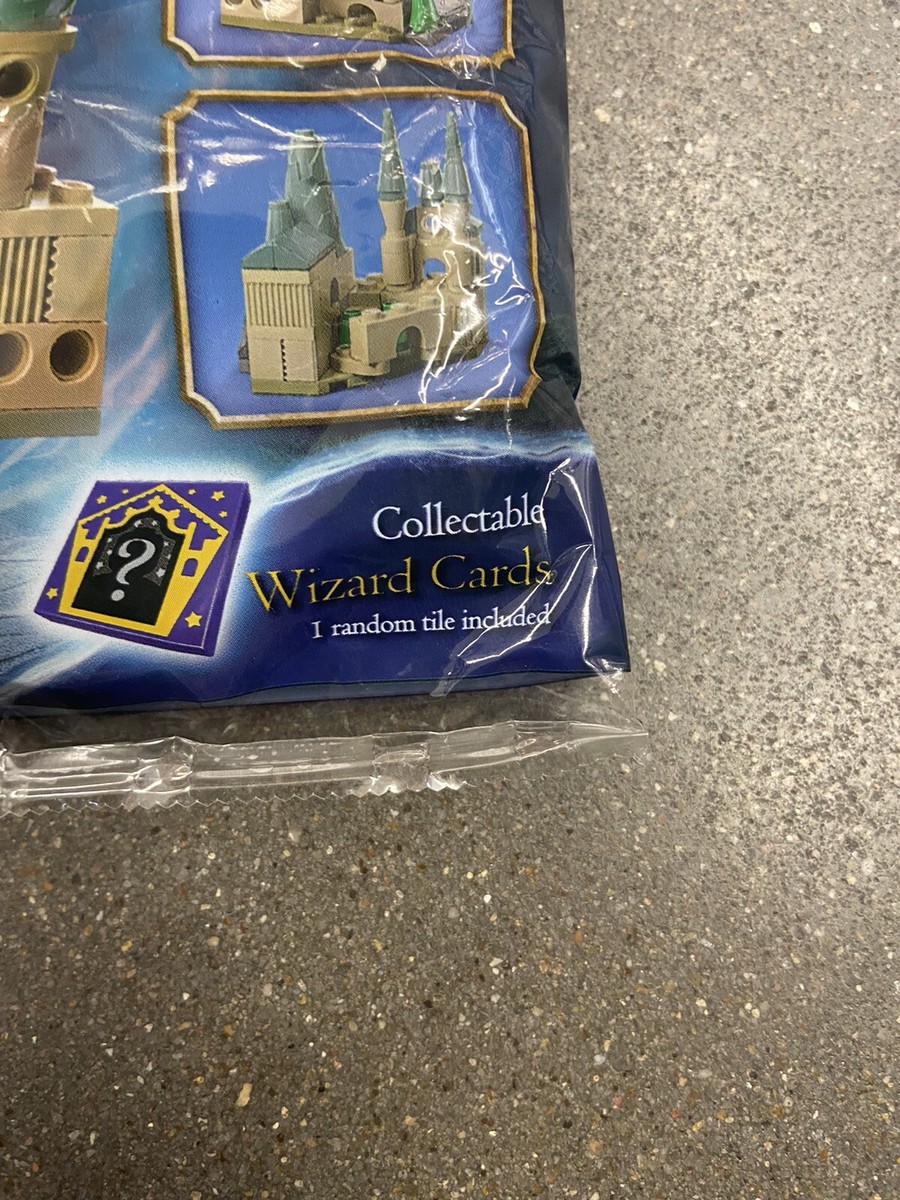 ?
Collectable
Wizard Cards
1 random tile included